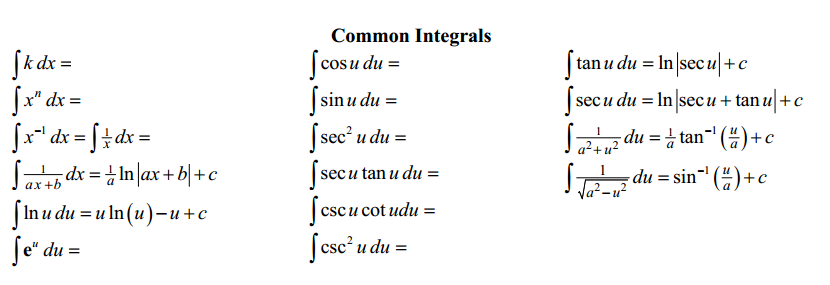 Common Integrals
∫k dx =
∫xⁿ dx =
∫x⁻¹ dx = ∫1/x dx =
∫1/(ax+b) dx = 1/a ln|ax+b|+c
∫ln u du = u ln(u)−u+c
∫eᵘ du =
∫cos u du =
∫sin u du =
∫sec² u du =
∫sec u tan u du =
∫csc u cot udu =
∫csc² u du =
∫tan u du = ln|sec u|+c
∫sec u du = ln|sec u + tan u|+c
∫1/(a²+u²) du = 1/a tan⁻¹(u/a)+c
∫1/√(a²−u²) du = sin⁻¹(u/a)+c